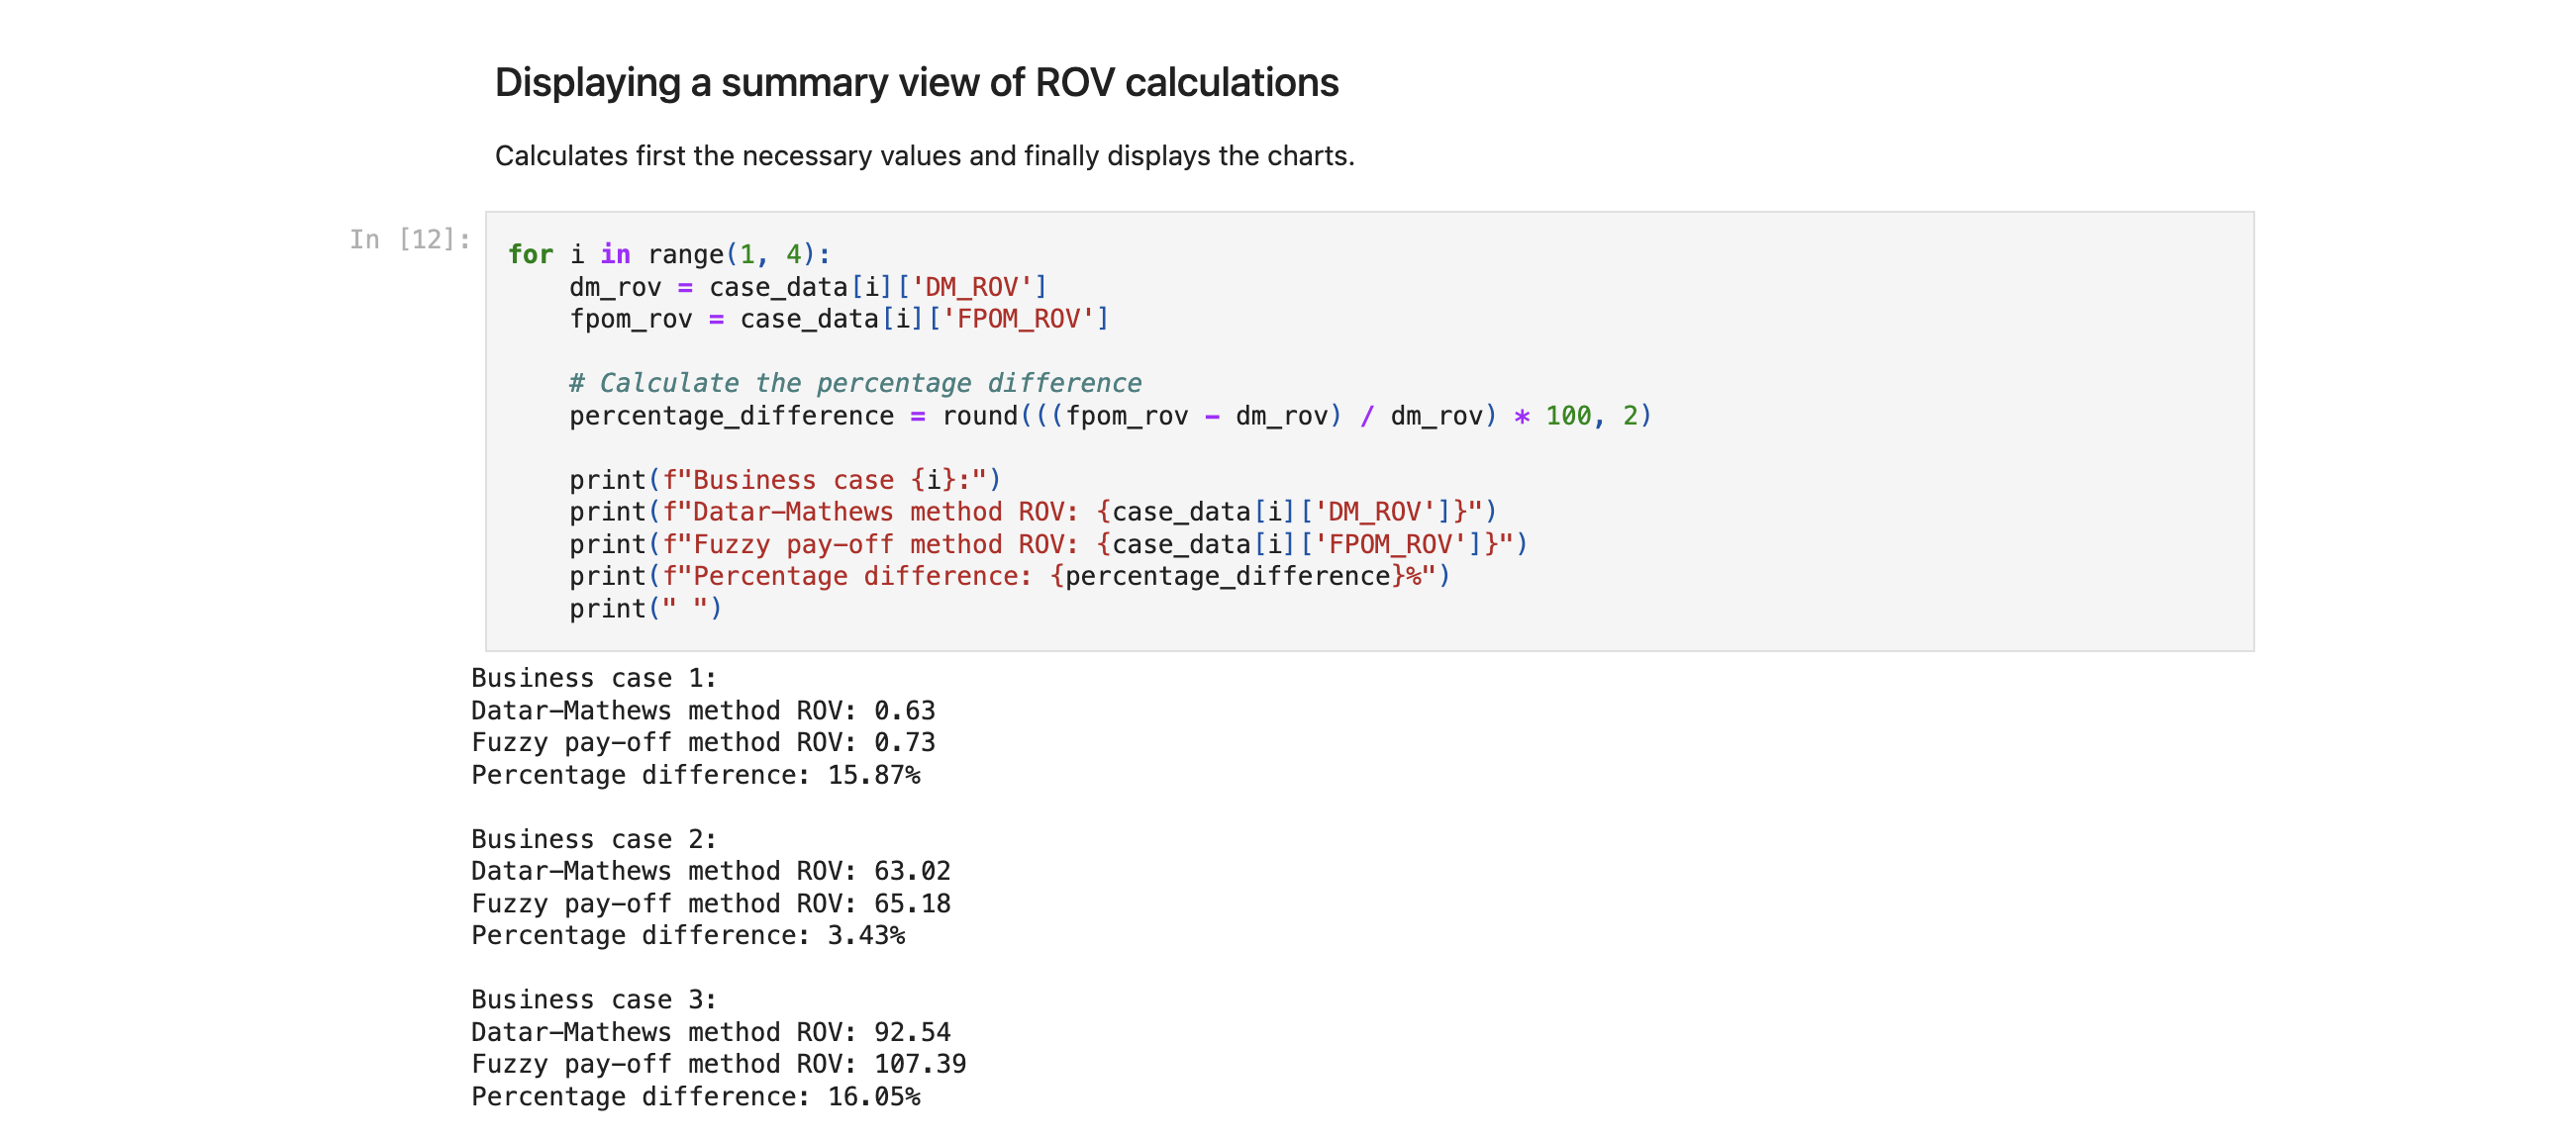 Displaying a summary view of ROV calculations
Calculates first the necessary values and finally displays the charts.
In [12]:
for i in range(1, 4):
    dm_rov = case_data[i]['DM_ROV']
    fpom_rov = case_data[i]['FPOM_ROV']
    # Calculate the percentage difference
    percentage_difference = round(((fpom_rov - dm_rov) / dm_rov) * 100, 2)
    print(f"Business case {i}:")
    print(f"Datar-Mathews method ROV: {case_data[i]['DM_ROV']}")
    print(f"Fuzzy pay-off method ROV: {case_data[i]['FPOM_ROV']}")
    print(f"Percentage difference: {percentage_difference}%")
    print(" ")
Business case 1:
Datar-Mathews method ROV: 0.63
Fuzzy pay-off method ROV: 0.73
Percentage difference: 15.87%
Business case 2:
Datar-Mathews method ROV: 63.02
Fuzzy pay-off method ROV: 65.18
Percentage difference: 3.43%
Business case 3:
Datar-Mathews method ROV: 92.54
Fuzzy pay-off method ROV: 107.39
Percentage difference: 16.05%